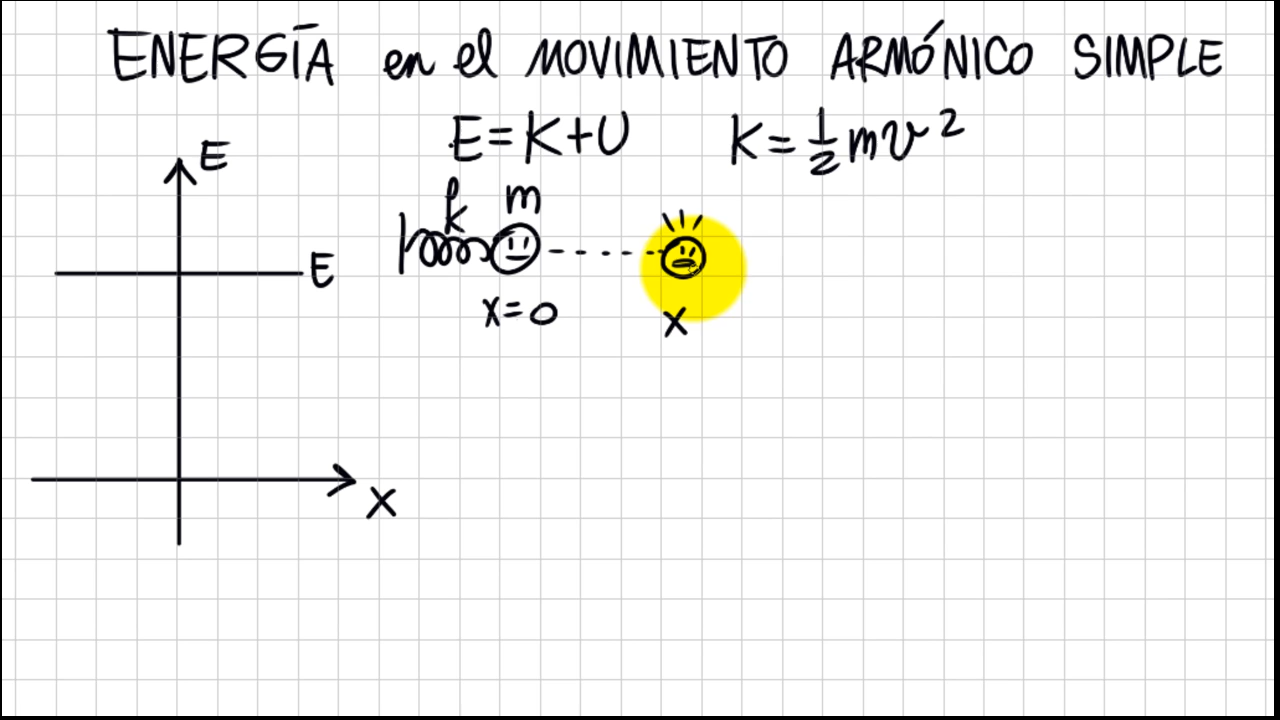 ENERGÍA en el MOVIMIENTO ARMÓNICO SIMPLE
E=K+U K=½mv²
E
k m
E
x=0 x
x